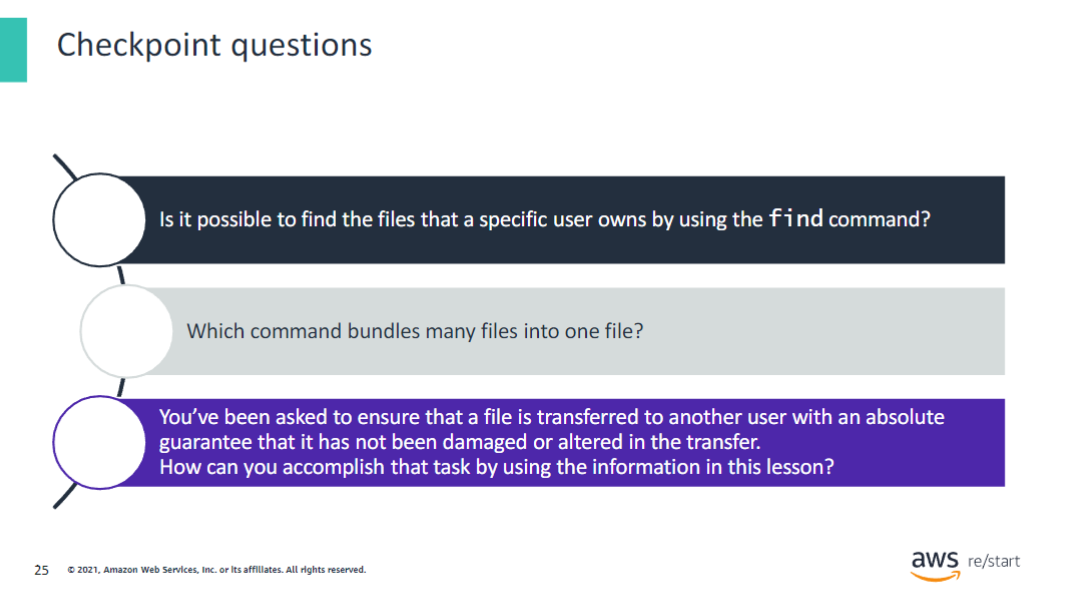 Checkpoint questions
Is it possible to find the files that a specific user owns by using the find command?
Which command bundles many files into one file?
You’ve been asked to ensure that a file is transferred to another user with an absolute
guarantee that it has not been damaged or altered in the transfer.
How can you accomplish that task by using the information in this lesson?
25
© 2021, Amazon Web Services, Inc. or its affiliates. All rights reserved.
aws re/start